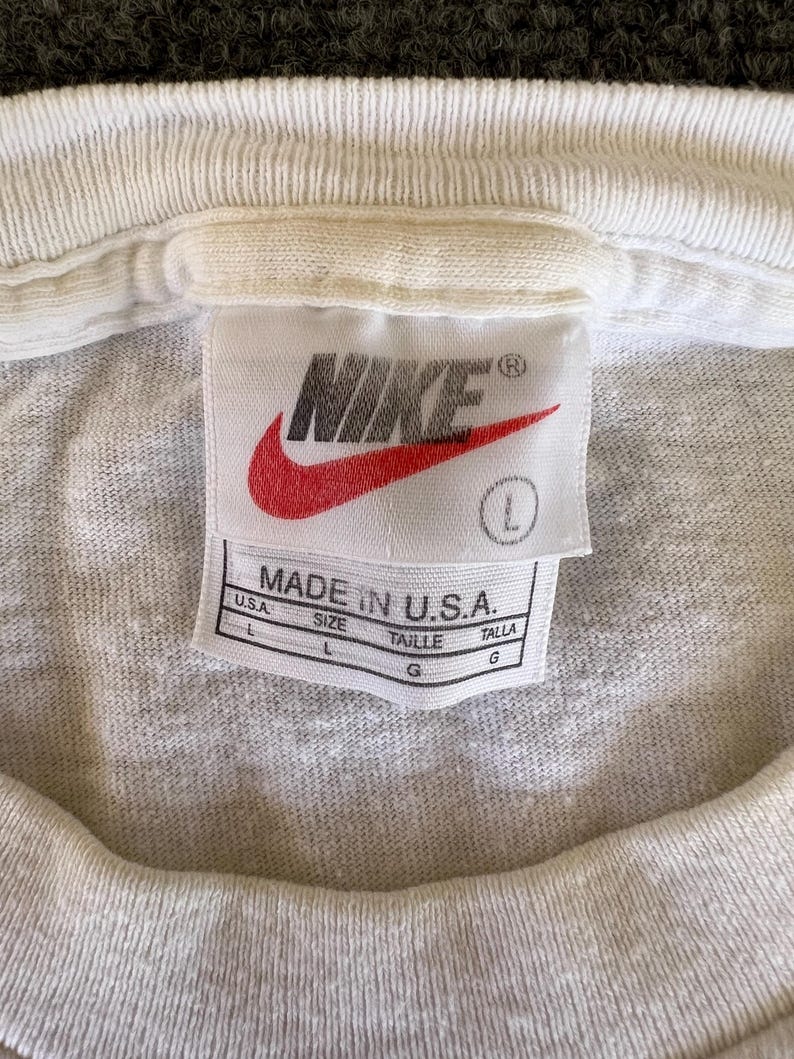 NIKE®
L
MADE IN U.S.A.
U.S.A. SIZE TAILLE TALLA
L L G G